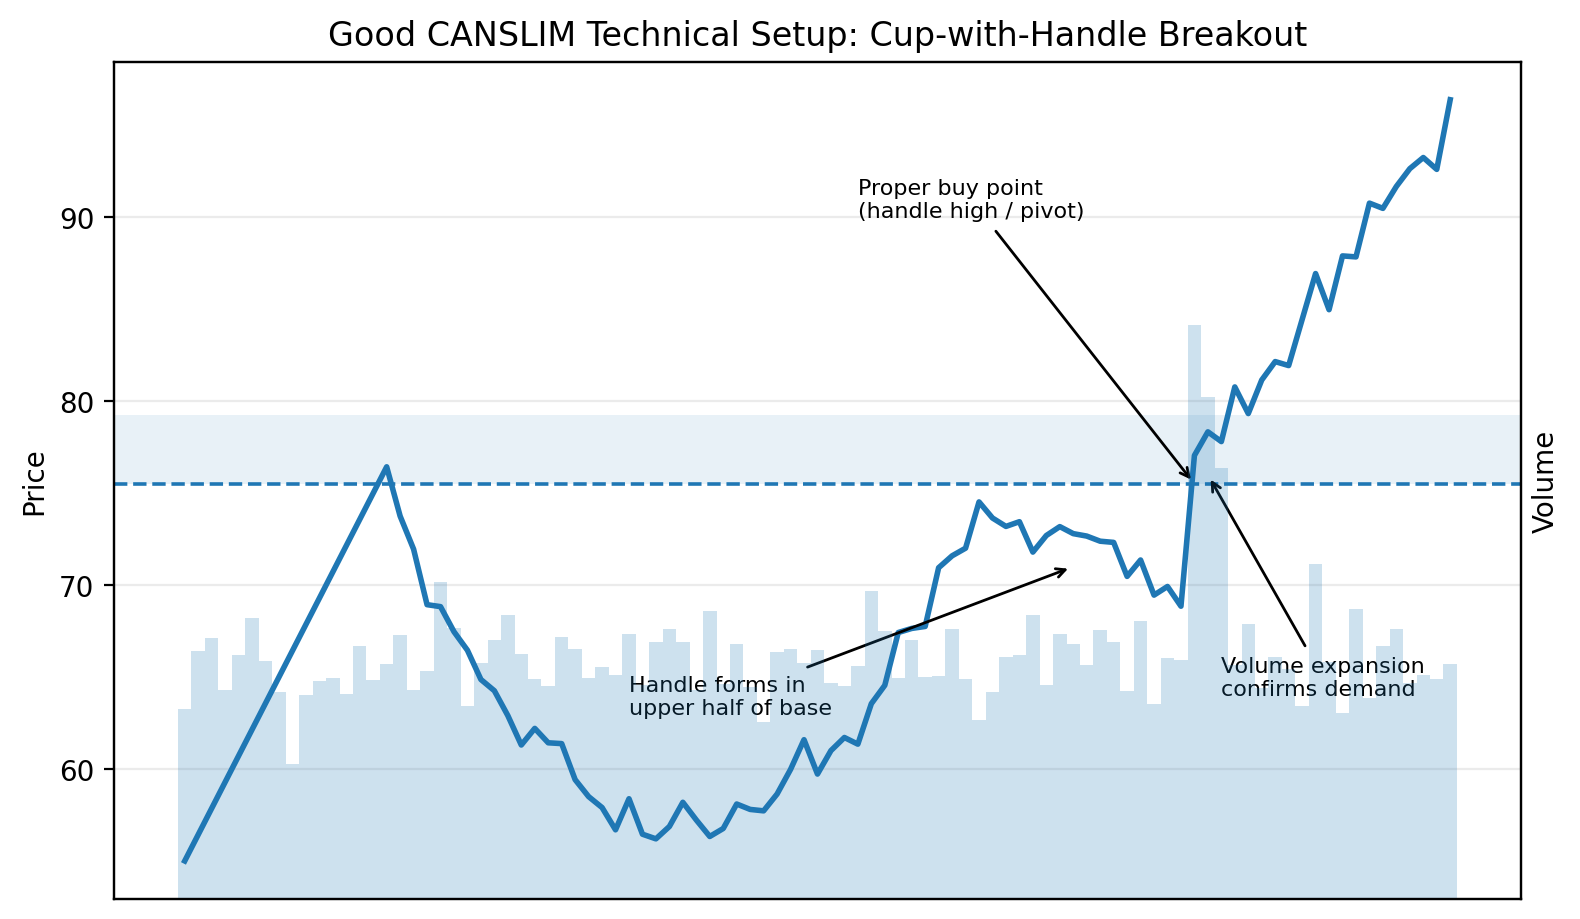 Good CANSLIM Technical Setup: Cup-with-Handle Breakout
Proper buy point
(handle high / pivot)
90
80
70
60
Price
Volume
Handle forms in
upper half of base
Volume expansion
confirms demand